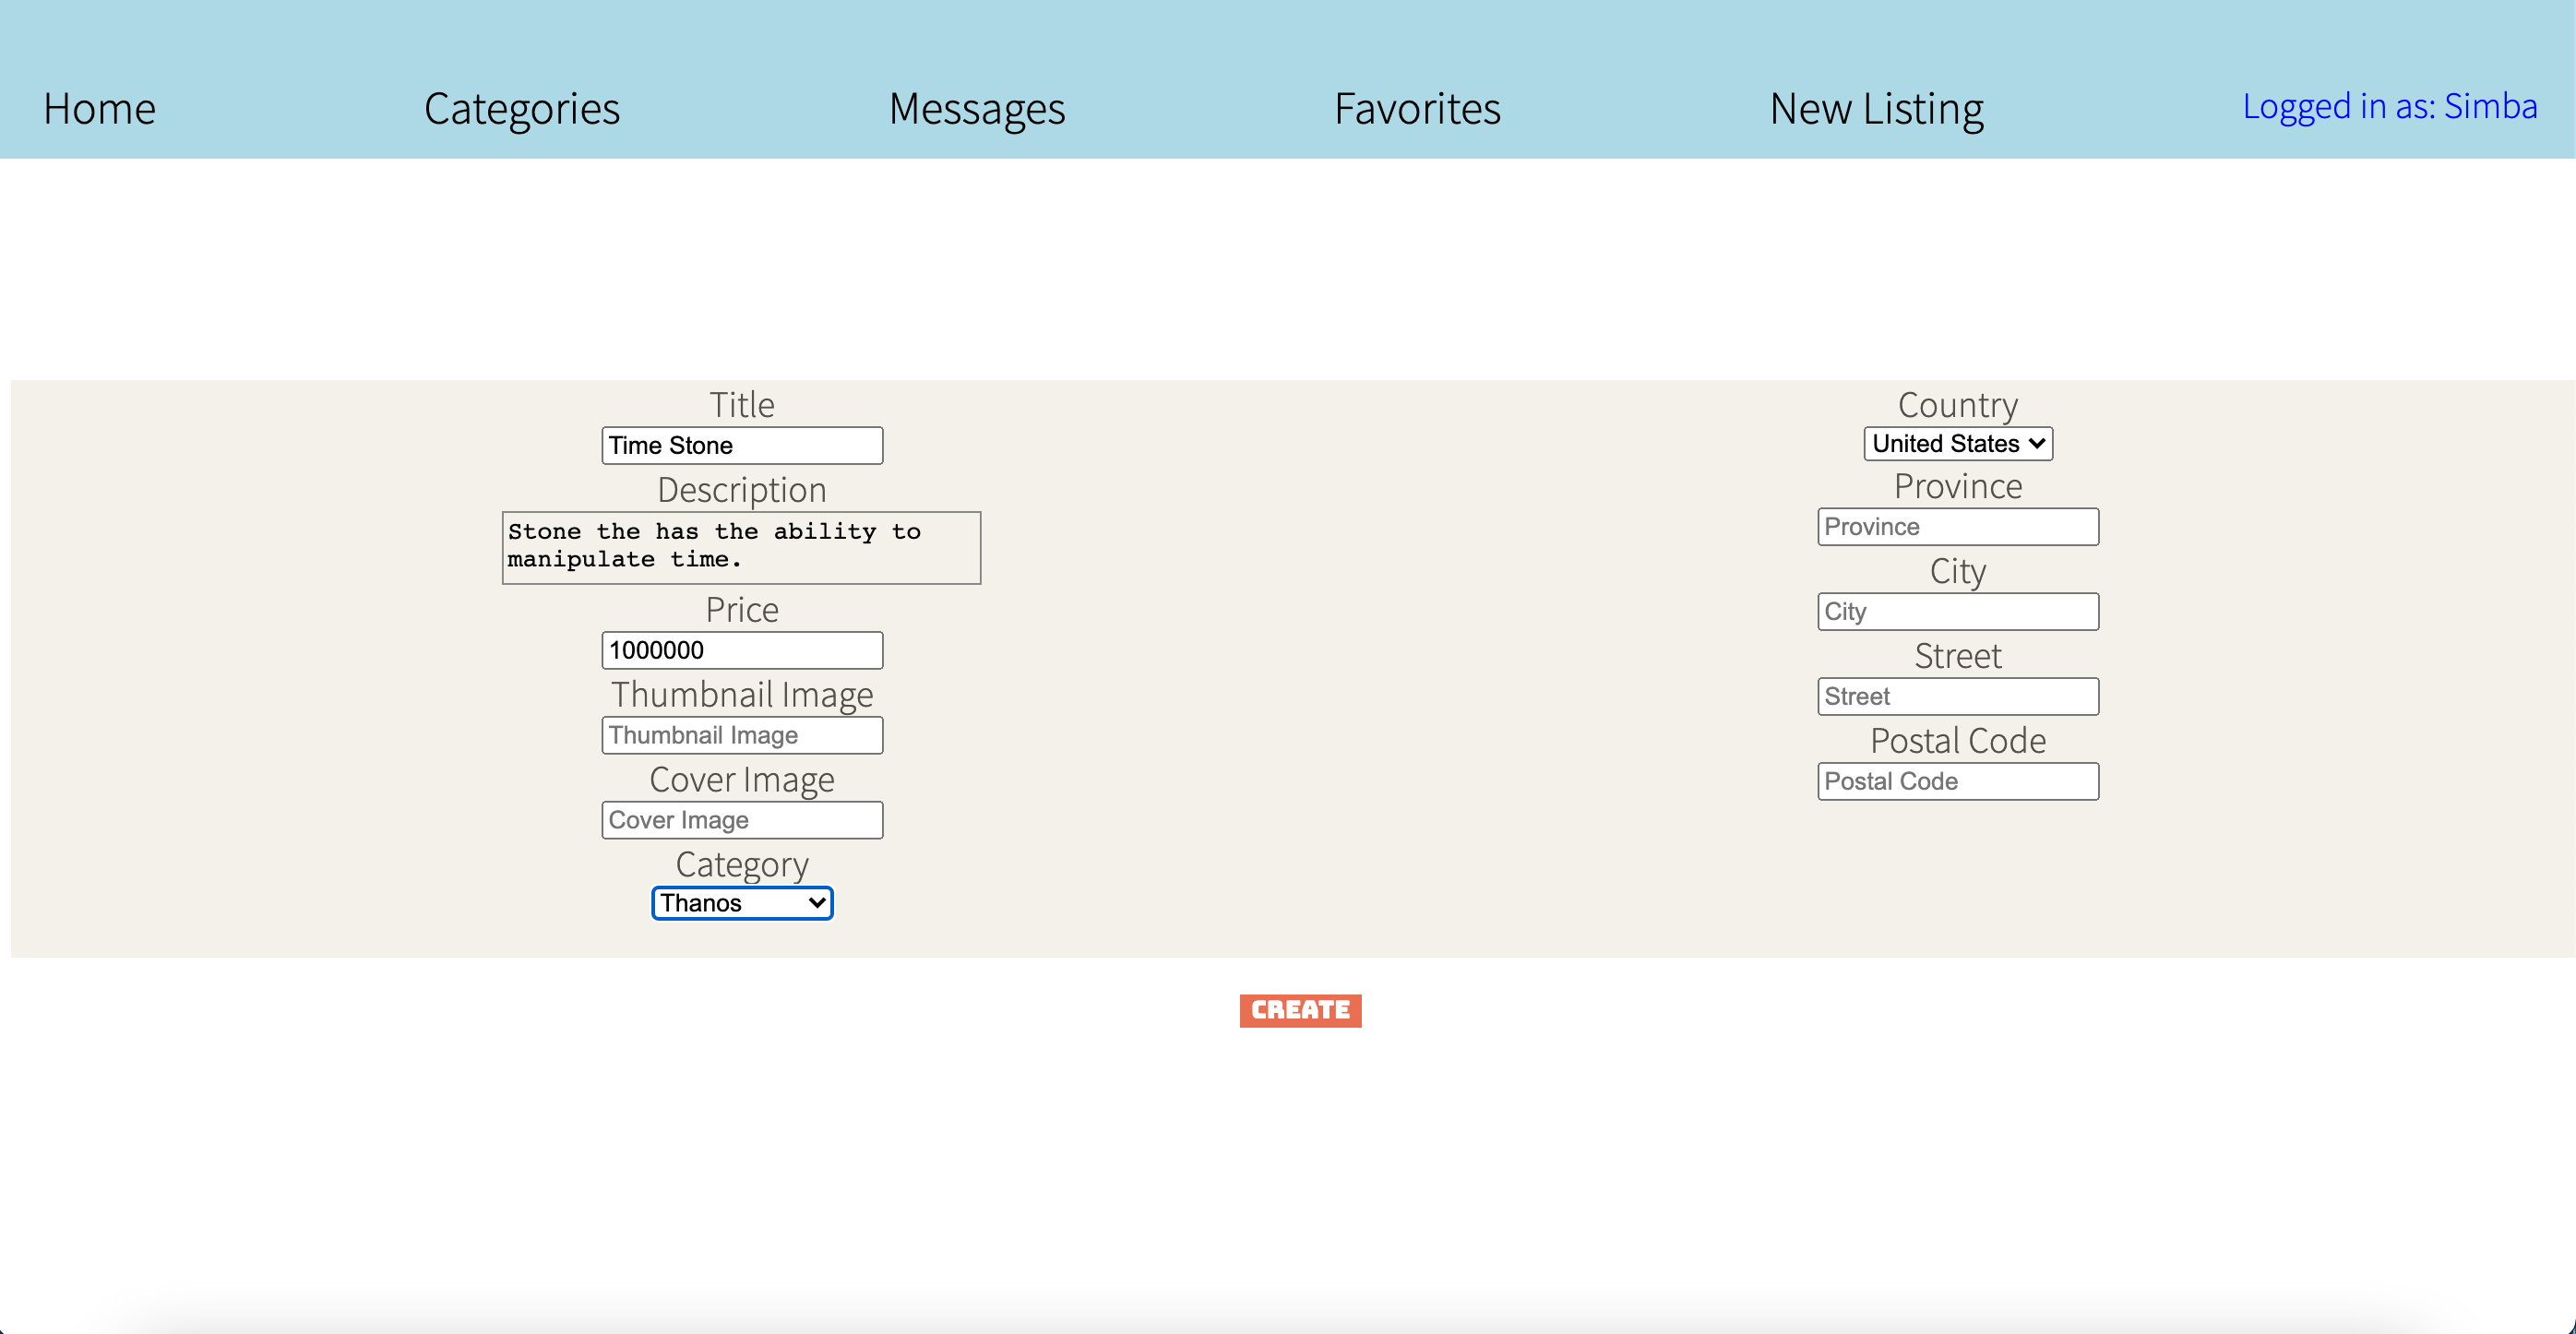 Home
Categories
Messages
Favorites
New Listing
Logged in as: Simba
Title
Time Stone
Description
Stone the has the ability to
manipulate time.
Price
1000000
Thumbnail Image
Thumbnail Image
Cover Image
Cover Image
Category
Thanos
Country
United States
Province
Province
City
City
Street
Street
Postal Code
Postal Code
CREATE